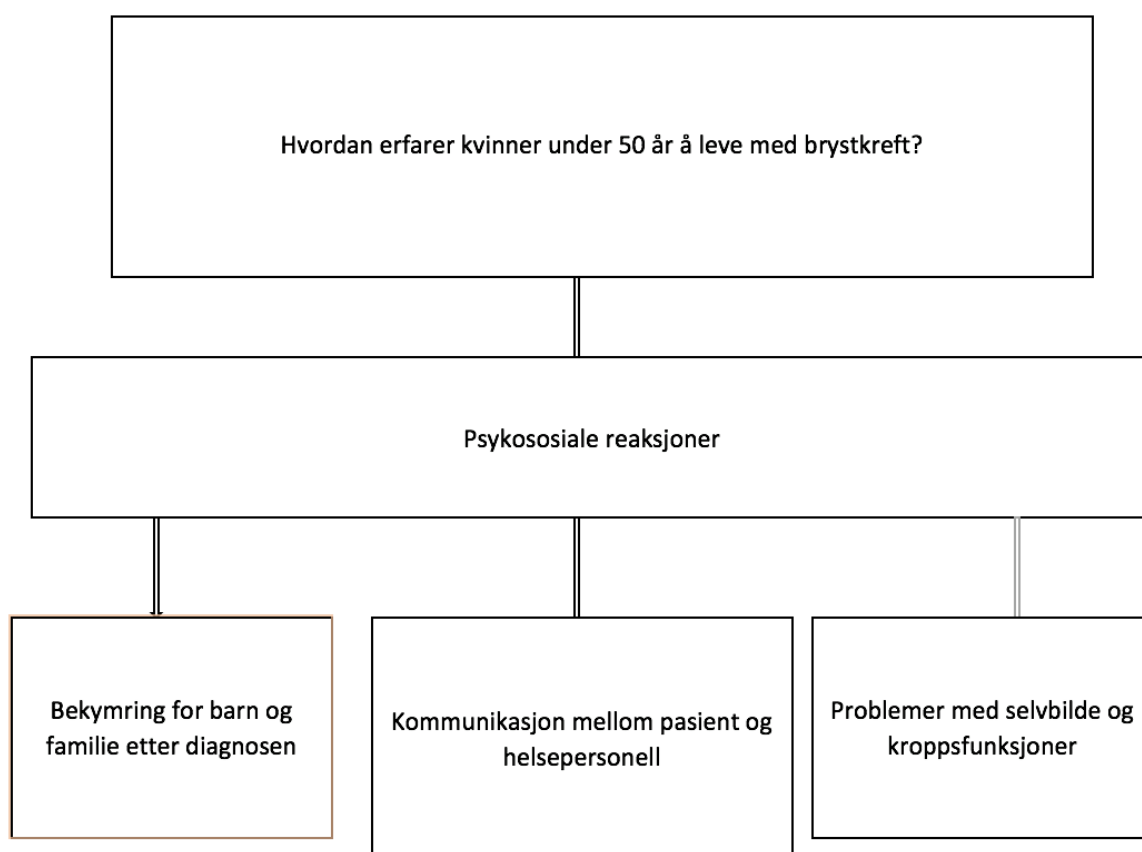 Hvordan erfarer kvinner under 50 år å leve med brystkreft?
Psykososiale reaksjoner
Bekymring for barn og
familie etter diagnosen
Kommunikasjon mellom pasient og
helsepersonell
Problemer med selvbilde og
kroppsfunksjoner